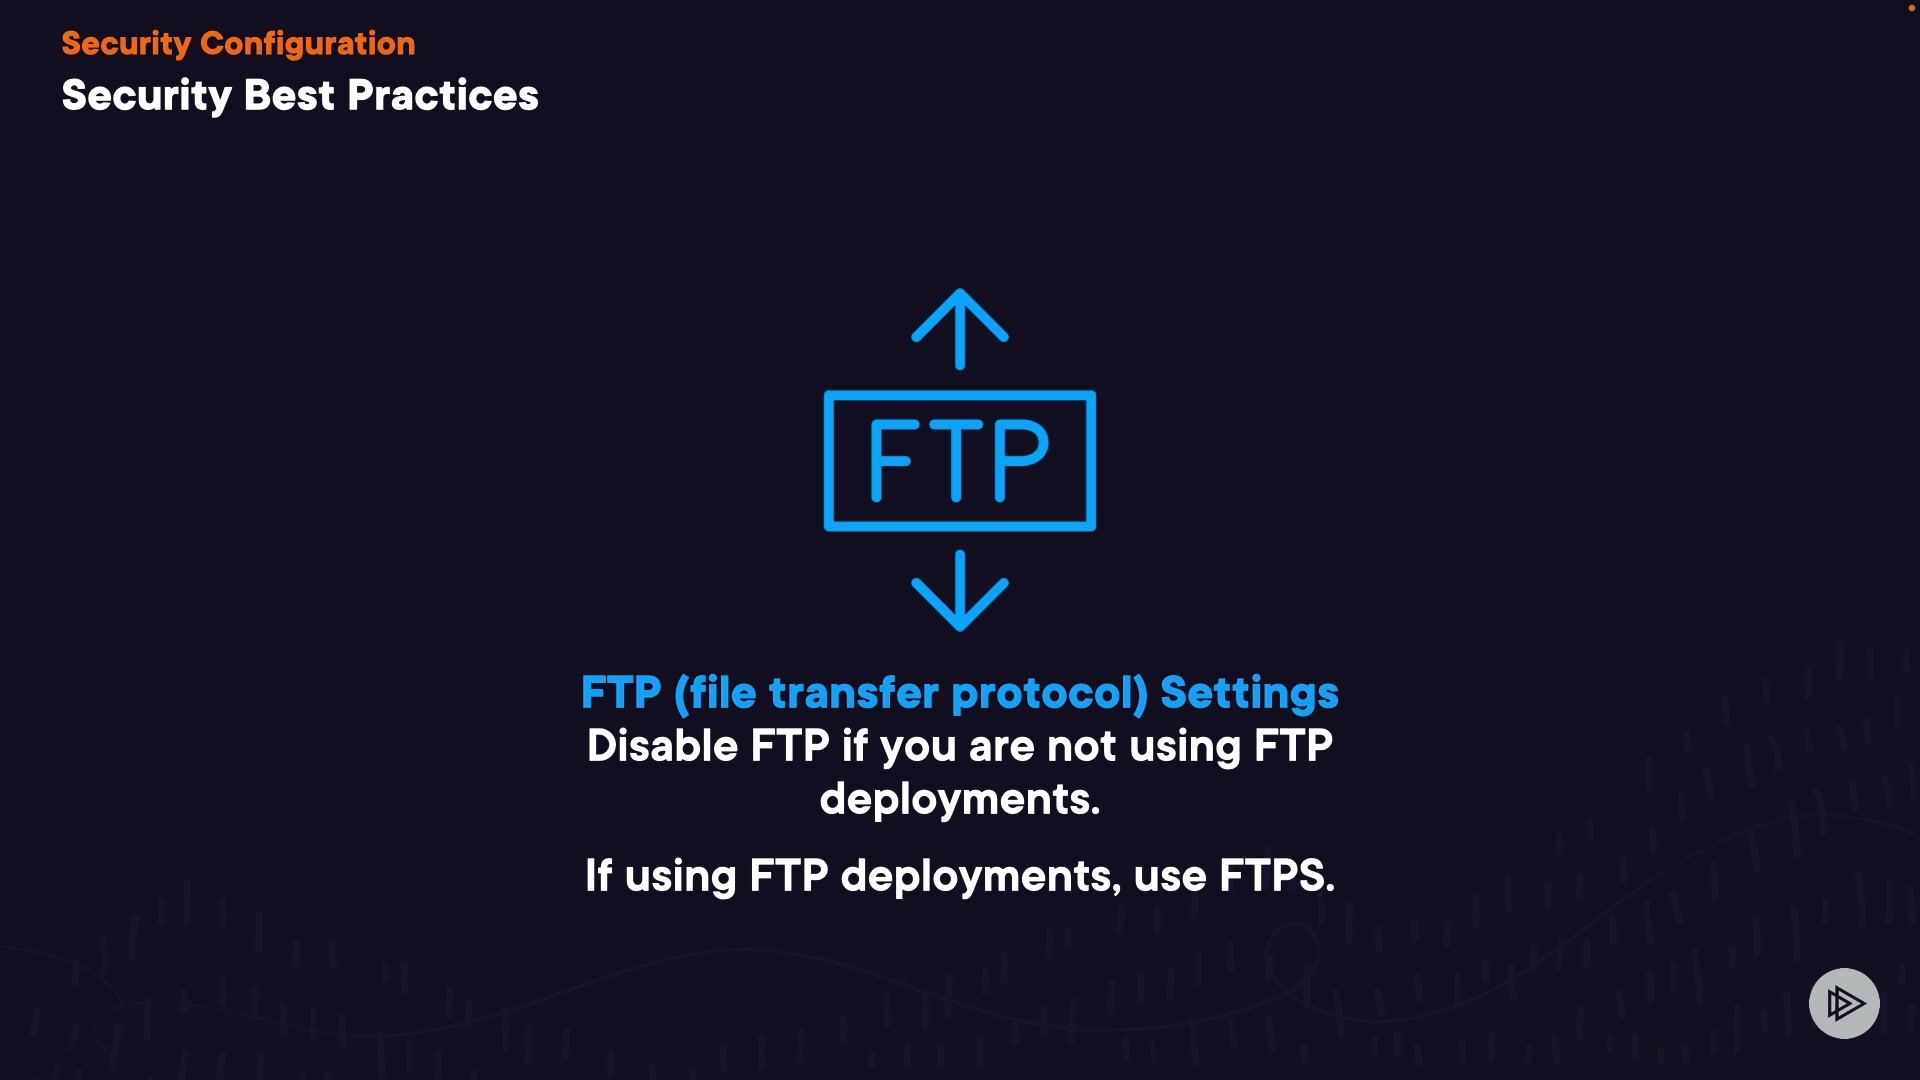 Security Configuration
Security Best Practices
FTP
FTP (file transfer protocol) Settings
Disable FTP if you are not using FTP
deployments.
If using FTP deployments, use FTPS.